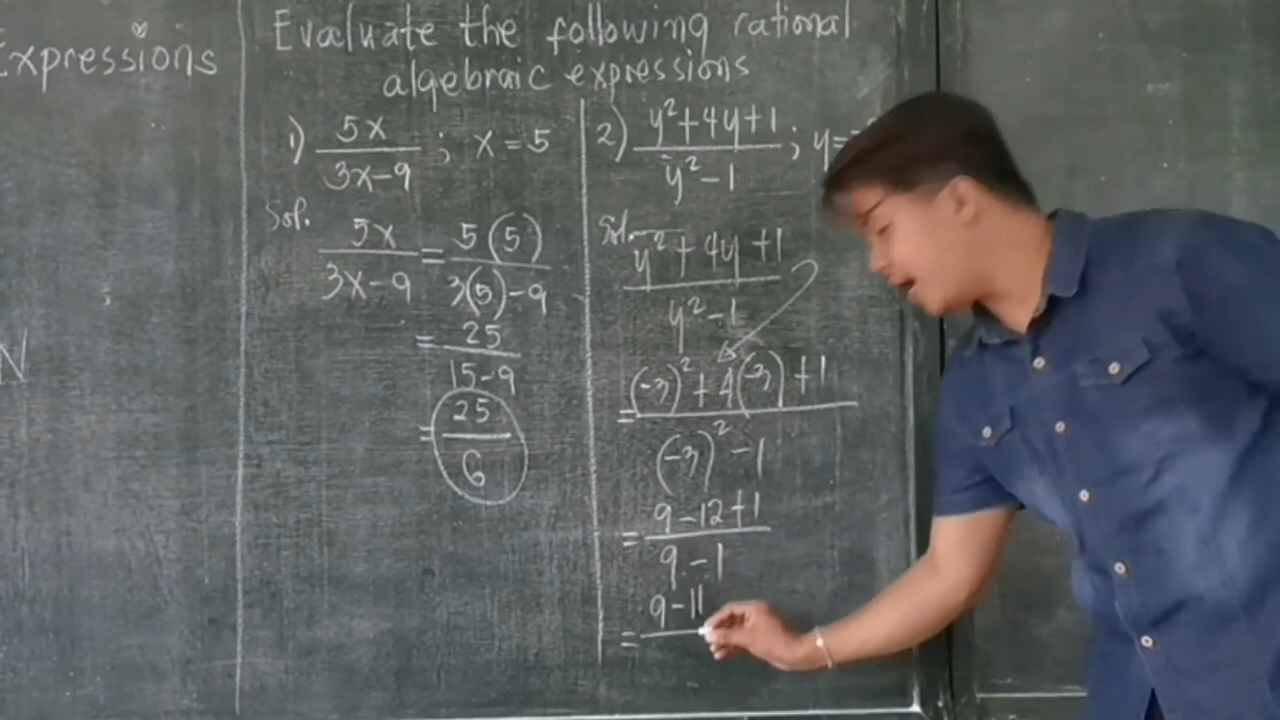 Expressions
N
Evaluate the following rational
algebraic expressions
1) 5x / 3x-9 ; x=5
Sol.
5x / 3x-9 = 5(5) / 3(5)-9
= 25 / 15-9
= 25 / 6
2) y²+4y+1 / y²-1 ; y=
Sol.
y²+4y+1 / y²-1
= (-3)²+4(-3)+1 / (-3)²-1
= 9-12+1 / 9-1
= 9-11